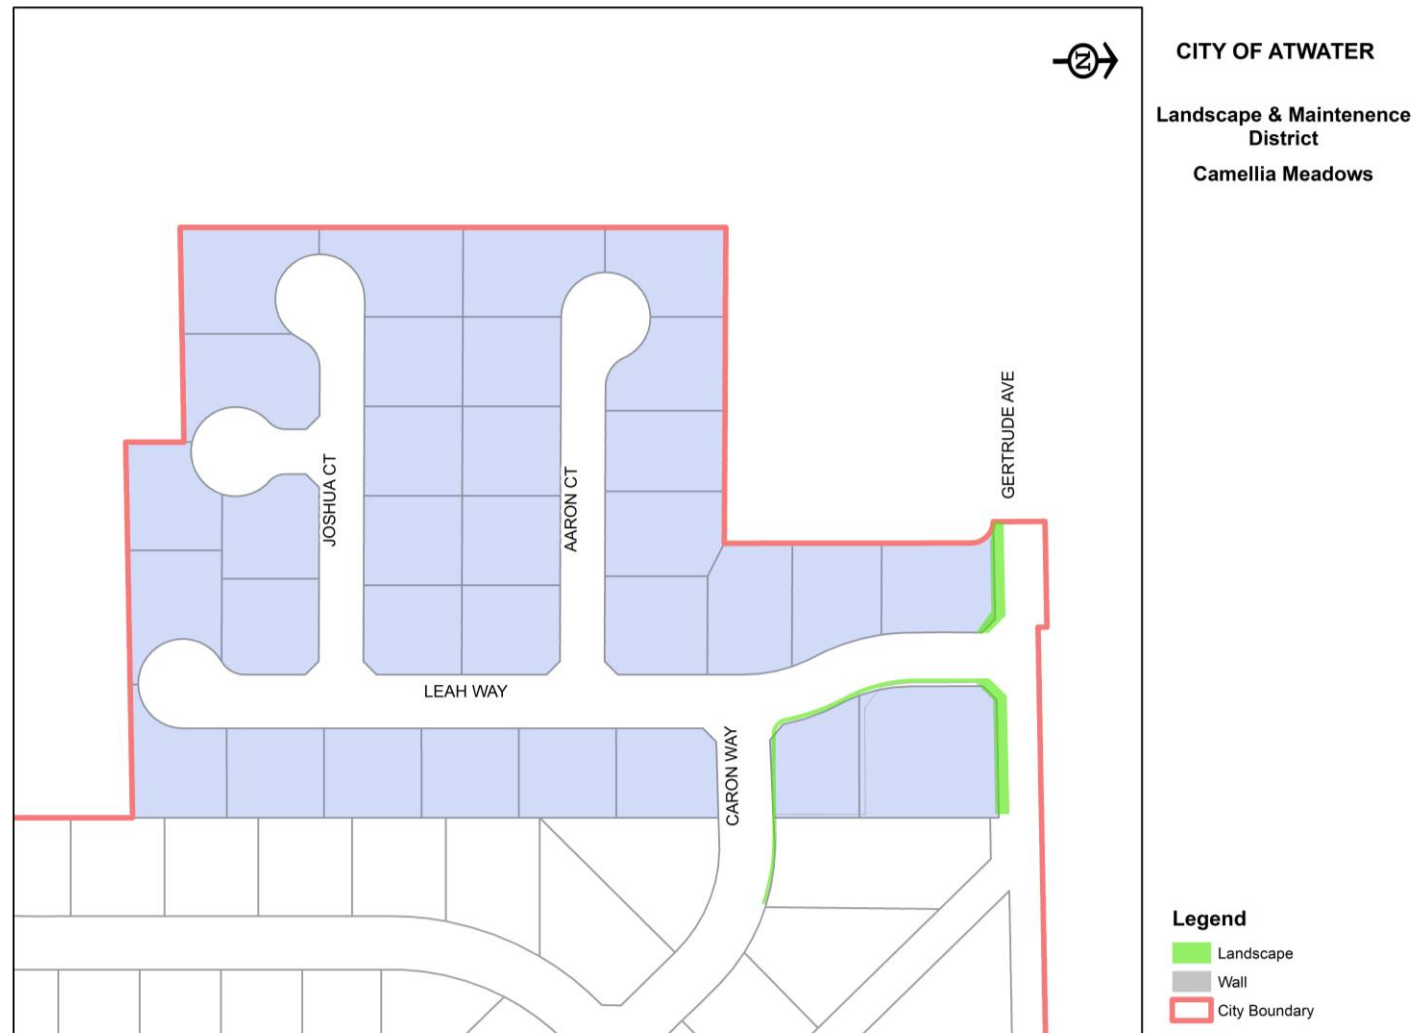 N
CITY OF ATWATER
Landscape & Maintenence
District
Camellia Meadows
GERTRUDE AVE
JOSHUA CT
AARON CT
LEAH WAY
CARON WAY
Legend
Landscape
Wall
City Boundary